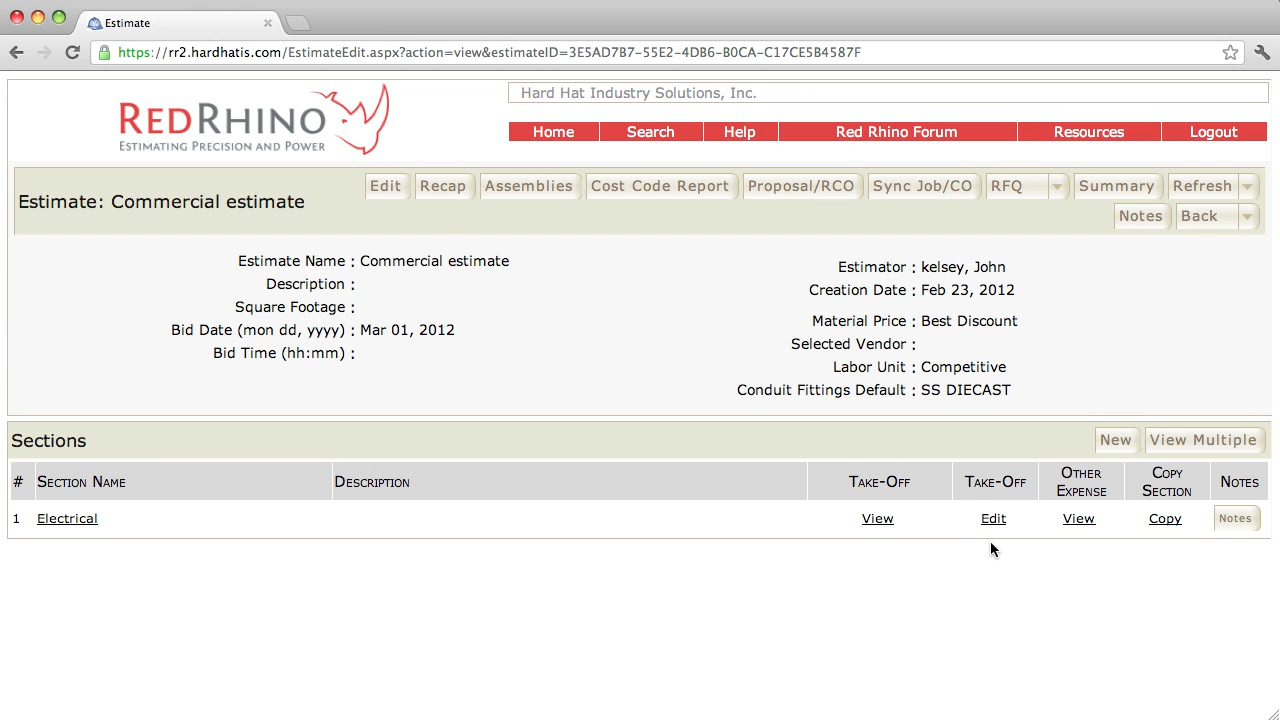 Estimate
https://rr2.hardhatis.com/EstimateEdit.aspx?action=view&estimateID=3E5AD7B7-55E2-4DB6-B0CA-C17CE5B4587F
REDRHINO
ESTIMATING PRECISION AND POWER
Hard Hat Industry Solutions, Inc.
Home Search Help Red Rhino Forum Resources Logout
Estimate: Commercial estimate
Edit Recap Assemblies Cost Code Report Proposal/RCO Sync Job/CO RFQ Summary Refresh
Notes Back
Estimate Name : Commercial estimate
Description :
Square Footage :
Bid Date (mon dd, yyyy) : Mar 01, 2012
Bid Time (hh:mm) :
Estimator : kelsey, John
Creation Date : Feb 23, 2012
Material Price : Best Discount
Selected Vendor :
Labor Unit : Competitive
Conduit Fittings Default : SS DIECAST
Sections
New View Multiple
# SECTION NAME DESCRIPTION TAKE-OFF TAKE-OFF OTHER EXPENSE COPY SECTION NOTES
1 Electrical View Edit View Copy Notes